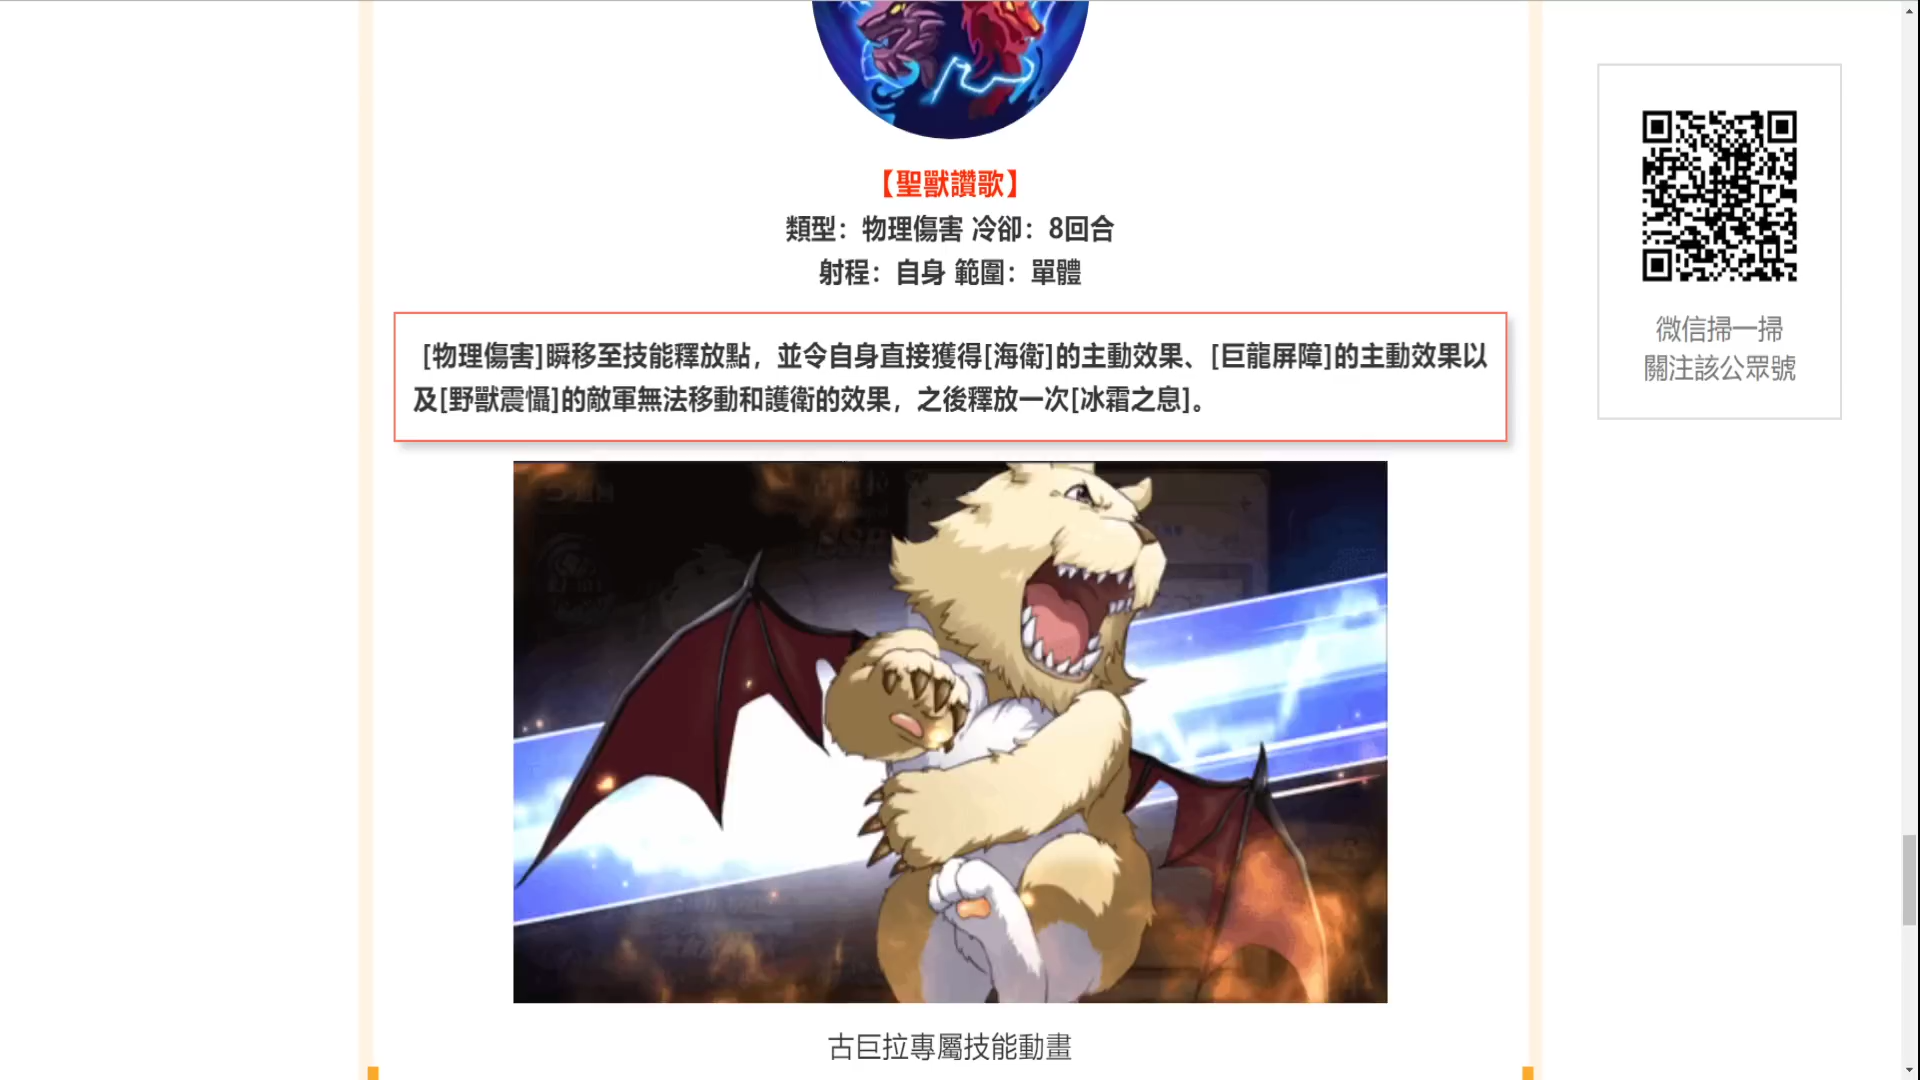 【聖獸讚歌】
類型：物理傷害 冷卻：8回合
射程：自身 範圍：單體
[物理傷害]瞬移至技能釋放點，並令自身直接獲得[海衛]的主動效果、[巨龍屏障]的主動效果以
及[野獸震懾]的敵軍無法移動和護衛的效果，之後釋放一次[冰霜之息]。
古巨拉專屬技能動畫
微信掃一掃
關注該公眾號